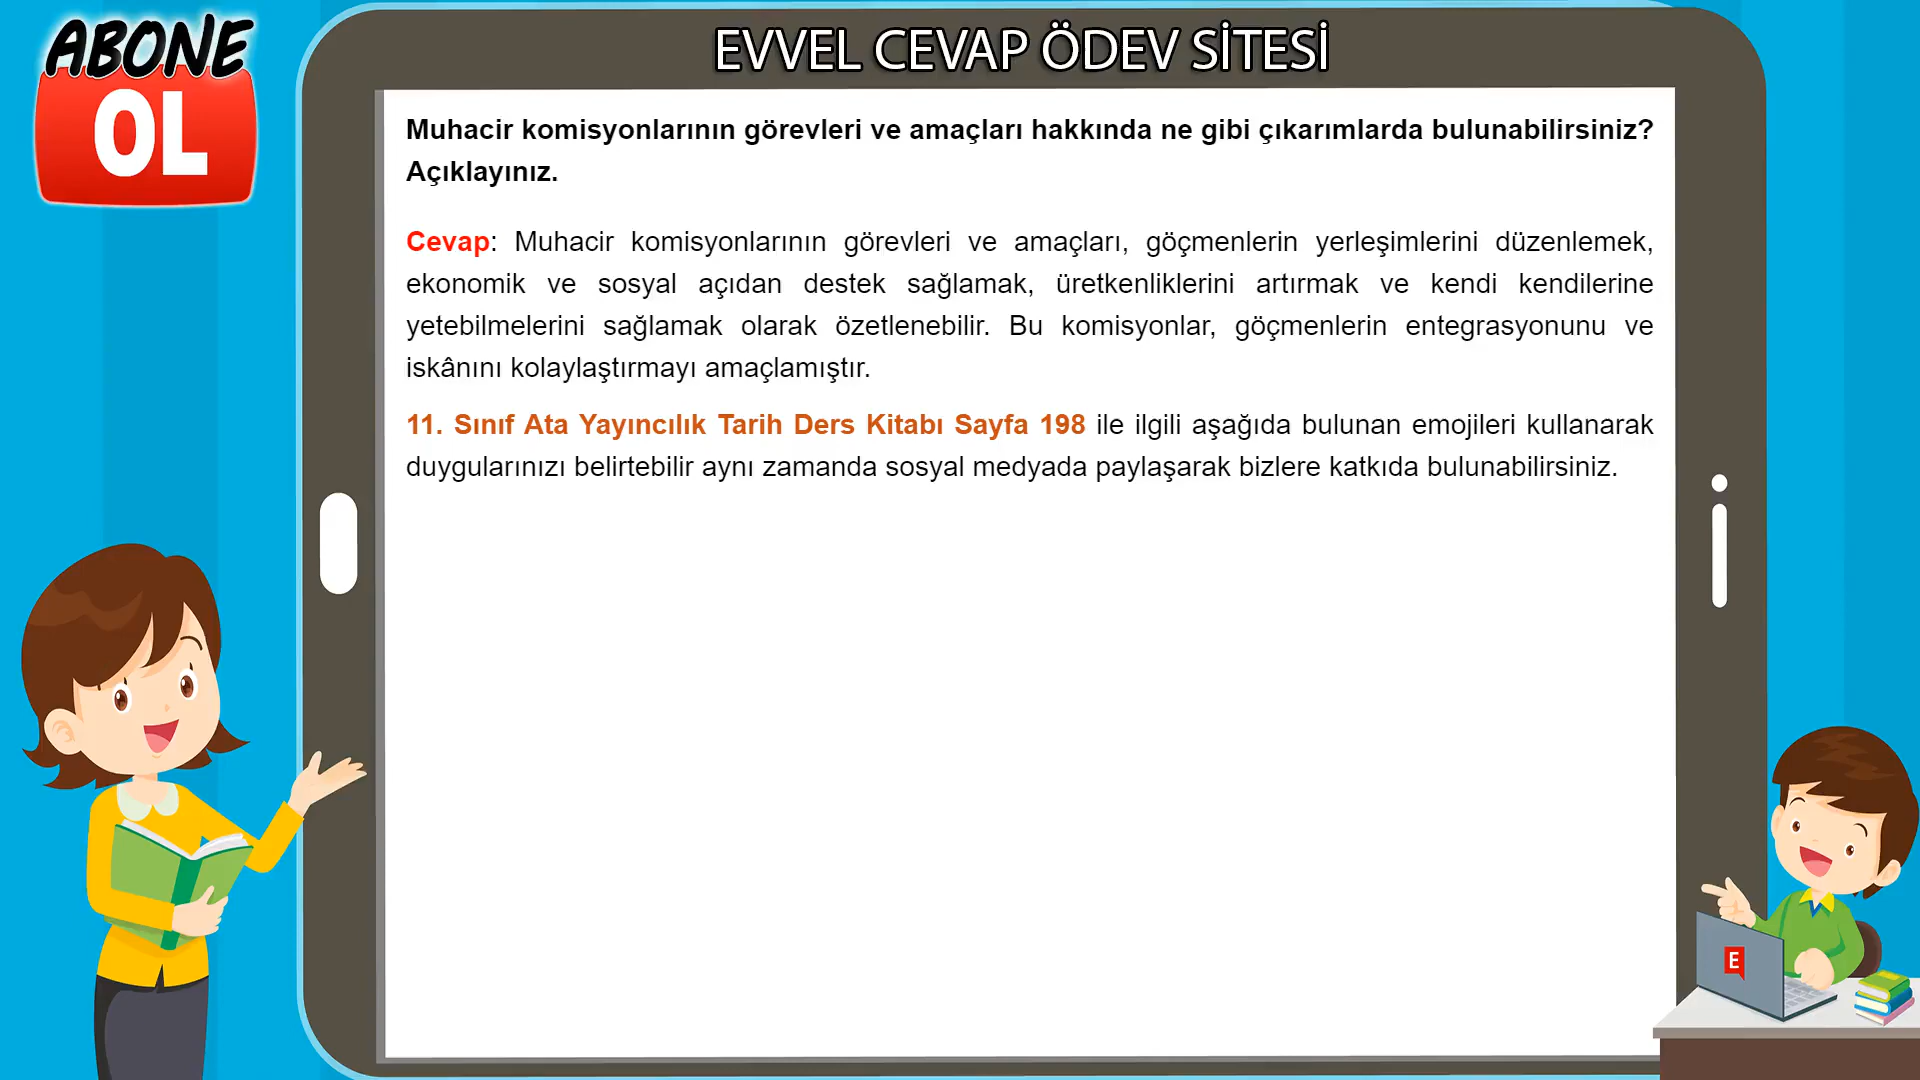 ABONE
OL
EVVEL CEVAP ÖDEV SİTESİ
Muhacir komisyonlarının görevleri ve amaçları hakkında ne gibi çıkarımlarda bulunabilirsiniz?
Açıklayınız.
Cevap: Muhacir komisyonlarının görevleri ve amaçları, göçmenlerin yerleşimlerini düzenlemek,
ekonomik ve sosyal açıdan destek sağlamak, üretkenliklerini artırmak ve kendi kendilerine
yetebilmelerini sağlamak olarak özetlenebilir. Bu komisyonlar, göçmenlerin entegrasyonunu ve
iskânını kolaylaştırmayı amaçlamıştır.
11. Sınıf Ata Yayıncılık Tarih Ders Kitabı Sayfa 198 ile ilgili aşağıda bulunan emojileri kullanarak
duygularınızı belirtebilir aynı zamanda sosyal medyada paylaşarak bizlere katkıda bulunabilirsiniz.
E